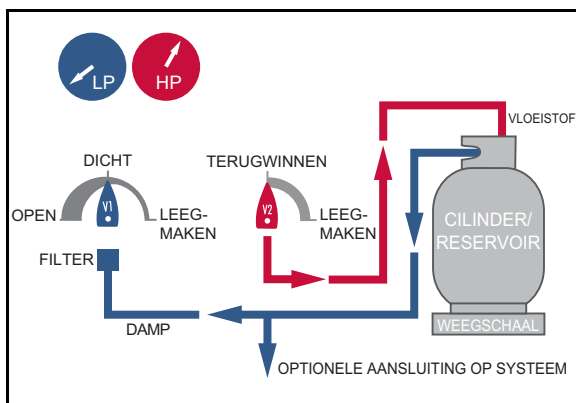 LP
HP
VLOEISTOF
DICHT
TERUGWINNEN
V1
V2
OPEN
LEEG-
MAKEN
LEEG-
MAKEN
CILINDER/
RESERVOIR
FILTER
WEEGSCHAAL
DAMP
OPTIONELE AANSLUITING OP SYSTEEM